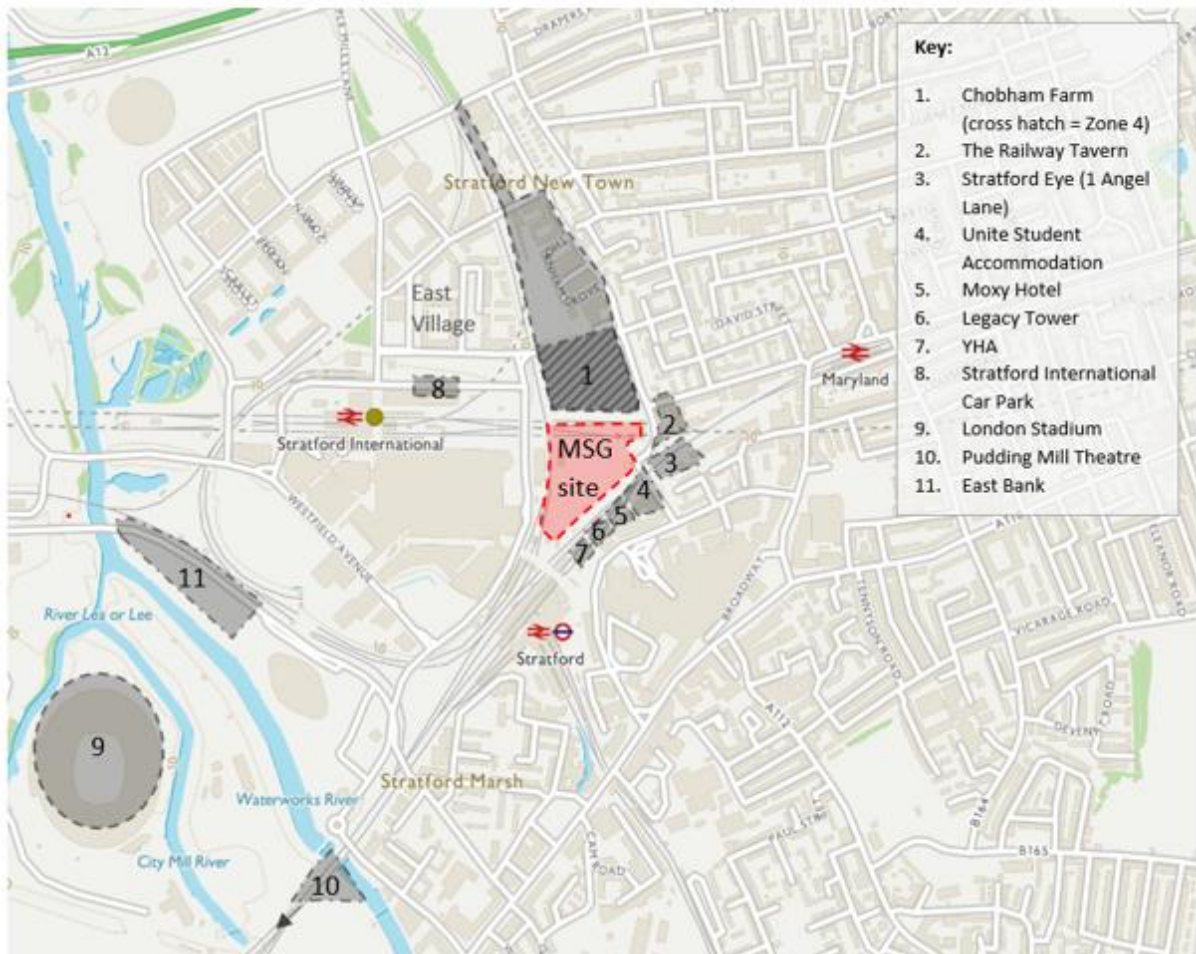 Key:
1. Chobham Farm
(cross hatch = Zone 4)
2. The Railway Tavern
3. Stratford Eye (1 Angel
Lane)
4. Unite Student
Accommodation
5. Moxy Hotel
6. Legacy Tower
7. YHA
8. Stratford International
Car Park
9. London Stadium
10. Pudding Mill Theatre
11. East Bank
A12
Stratford New Town
East
Village
DAVID STREET
1
Maryland
8
Stratford International
2
MSG
site
3
4
5
6
7
WESTFIELD AVENUE
11
River Lea or Lee
BROADWAY
TENNYSON ROAD
VICARAGE ROAD
ELEANOR ROAD
Stratford
9
A112
Stratford Marsh
Waterworks River
City Mill River
CAM ROAD
B164
B165
10